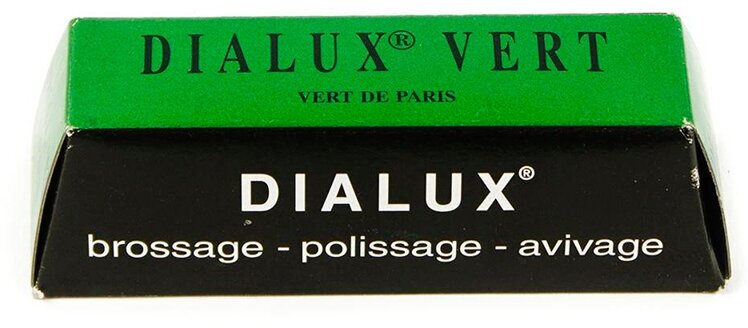 DIALUX® VERT
VERT DE PARIS
DIALUX®
brossage - polissage - avivage